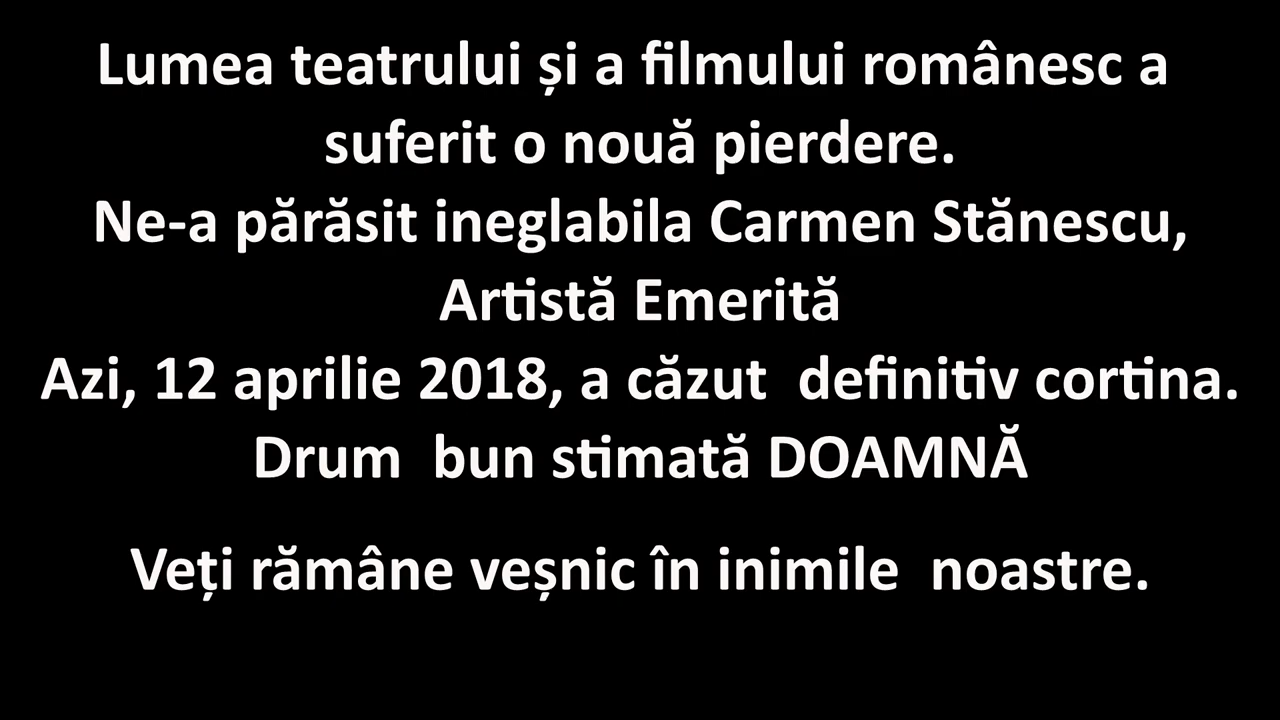 Lumea teatrului și a filmului românesc a
suferit o nouă pierdere.
Ne-a părăsit ineglabila Carmen Stănescu,
Artistă Emerită
Azi, 12 aprilie 2018, a căzut  definitiv cortina.
Drum  bun stimată DOAMNĂ
Veți rămâne veșnic în inimile  noastre.